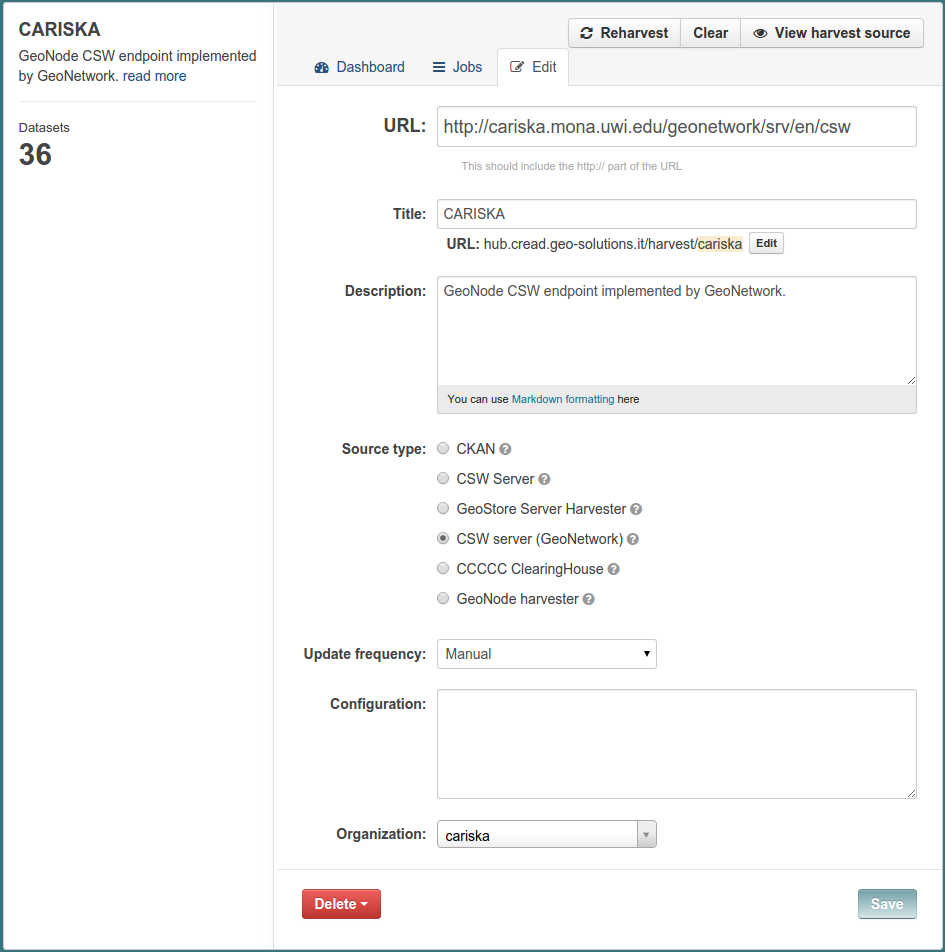 CARISKA
GeoNode CSW endpoint implemented
by GeoNetwork. read more
Datasets
36
Reharvest Clear View harvest source
Dashboard Jobs Edit
URL: http://cariska.mona.uwi.edu/geonetwork/srv/en/csw
This should include the http:// part of the URL
Title: CARISKA
URL: hub.cread.geo-solutions.it/harvest/cariska Edit
Description: GeoNode CSW endpoint implemented by GeoNetwork.
You can use Markdown formatting here
Source type: CKAN ?
CSW Server ?
GeoStore Server Harvester ?
CSW server (GeoNetwork) ?
CCCCC ClearingHouse ?
GeoNode harvester ?
Update frequency: Manual
Configuration:
Organization: cariska
Delete Save